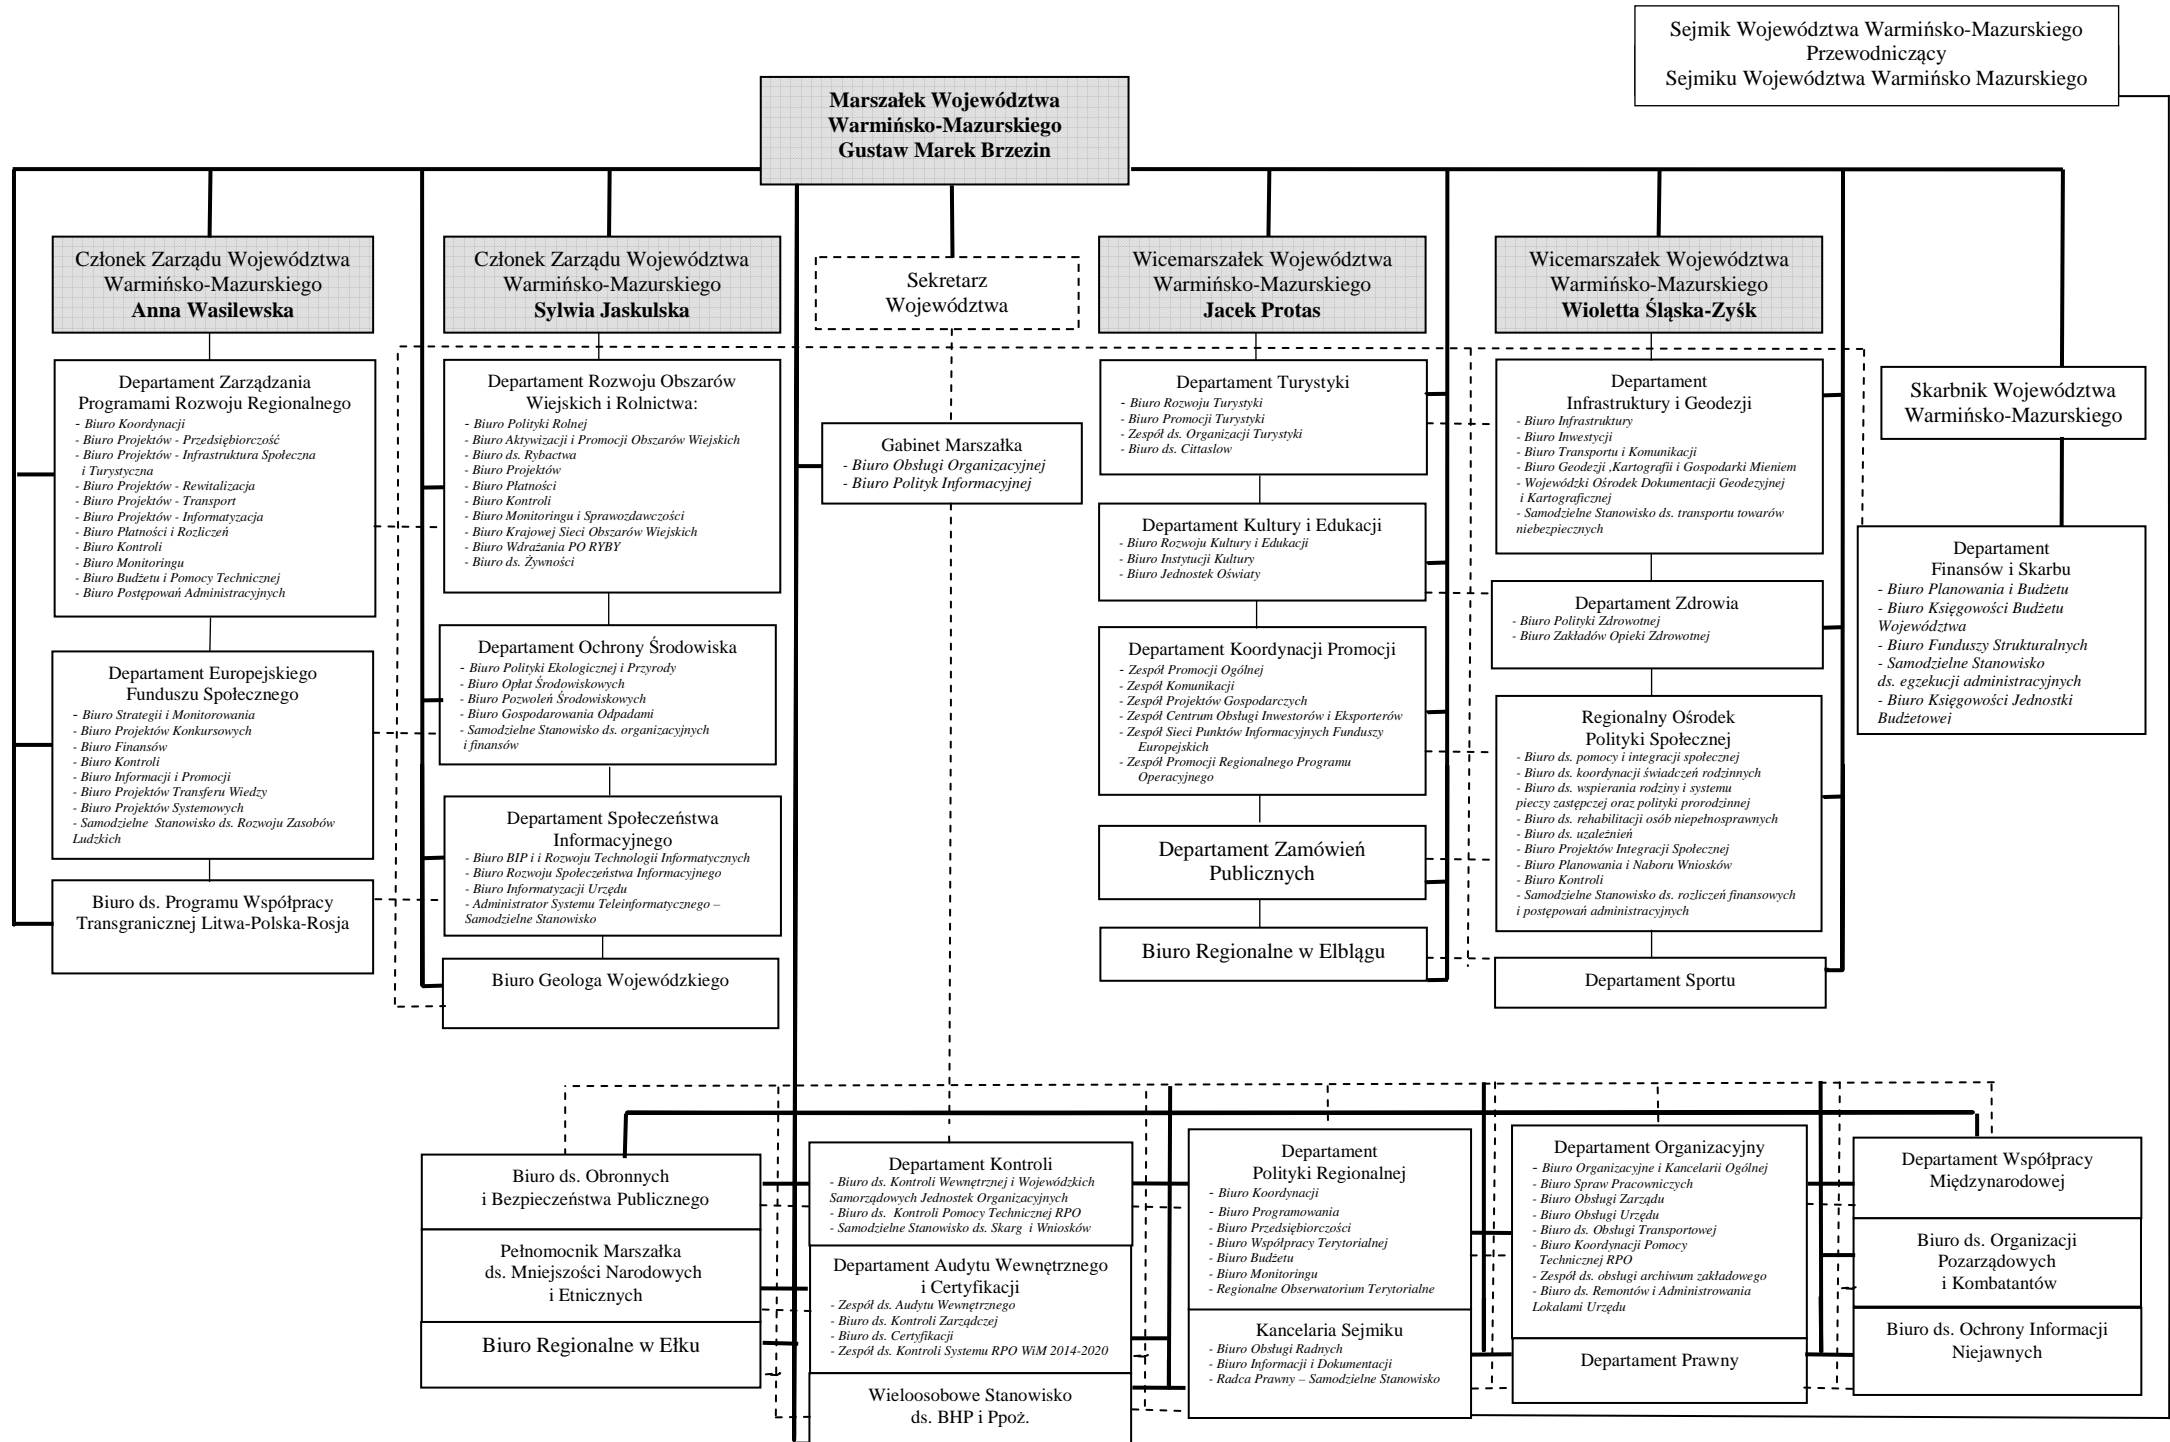 Sejmik Województwa Warmińsko-Mazurskiego
Przewodniczący
Sejmiku Województwa Warmińsko Mazurskiego
Marszałek Województwa
Warmińsko-Mazurskiego
Gustaw Marek Brzezin
Członek Zarządu Województwa
Warmińsko-Mazurskiego
Anna Wasilewska
Członek Zarządu Województwa
Warmińsko-Mazurskiego
Sylwia Jaskulska
Sekretarz
Województwa
Wicemarszałek Województwa
Warmińsko-Mazurskiego
Jacek Protas
Wicemarszałek Województwa
Warmińsko-Mazurskiego
Wioletta Śląska-Zyśk
Departament Zarządzania
Programami Rozwoju Regionalnego
- Biuro Koordynacji
- Biuro Projektów - Przedsiębiorczość
- Biuro Projektów - Infrastruktura Społeczna
i Turystyczna
- Biuro Projektów - Rewitalizacja
- Biuro Projektów - Transport
- Biuro Projektów - Informatyzacja
- Biuro Płatności i Rozliczeń
- Biuro Kontroli
- Biuro Monitoringu
- Biuro Budżetu i Pomocy Technicznej
- Biuro Postępowań Administracyjnych
Departament Europejskiego
Funduszu Społecznego
- Biuro Strategii i Monitorowania
- Biuro Projektów Konkursowych
- Biuro Finansów
- Biuro Kontroli
- Biuro Informacji i Promocji
- Biuro Projektów Transferu Wiedzy
- Biuro Projektów Systemowych
- Samodzielne Stanowisko ds. Rozwoju Zasobów
Ludzkich
Biuro ds. Programu Współpracy
Transgranicznej Litwa-Polska-Rosja
Departament Rozwoju Obszarów
Wiejskich i Rolnictwa:
- Biuro Polityki Rolnej
- Biuro Aktywizacji i Promocji Obszarów Wiejskich
- Biuro ds. Rybactwa
- Biuro Projektów
- Biuro Płatności
- Biuro Kontroli
- Biuro Monitoringu i Sprawozdawczości
- Biuro Krajowej Sieci Obszarów Wiejskich
- Biuro Wdrażania PO RYBY
- Biuro ds. Żywności
Departament Ochrony Środowiska
- Biuro Polityki Ekologicznej i Przyrody
- Biuro Opłat Środowiskowych
- Biuro Pozwoleń Środowiskowych
- Biuro Gospodarowania Odpadami
- Samodzielne Stanowisko ds. organizacyjnych
i finansów
Departament Społeczeństwa
Informacyjnego
- Biuro BIP i i Rozwoju Technologii Informatycznych
- Biuro Rozwoju Społeczeństwa Informacyjnego
- Biuro Informatyzacji Urzędu
- Administrator Systemu Teleinformatycznego –
Samodzielne Stanowisko
Biuro Geologa Wojewódzkiego
Gabinet Marszałka
- Biuro Obsługi Organizacyjnej
- Biuro Polityk Informacyjnej
Departament Turystyki
- Biuro Rozwoju Turystyki
- Biuro Promocji Turystyki
- Zespół ds. Organizacji Turystyki
- Biuro ds. Cittaslow
Departament Kultury i Edukacji
- Biuro Rozwoju Kultury i Edukacji
- Biuro Instytucji Kultury
- Biuro Jednostek Oświaty
Departament Koordynacji Promocji
- Zespół Promocji Ogólnej
- Zespół Komunikacji
- Zespół Projektów Gospodarczych
- Zespół Centrum Obsługi Inwestorów i Eksporterów
- Zespół Sieci Punktów Informacyjnych Funduszy
Europejskich
- Zespół Promocji Regionalnego Programu
Operacyjnego
Departament Zamówień
Publicznych
Biuro Regionalne w Elblągu
Departament
Infrastruktury i Geodezji
- Biuro Infrastruktury
- Biuro Inwestycji
- Biuro Transportu i Komunikacji
- Biuro Geodezji ,Kartografii i Gospodarki Mieniem
- Wojewódzki Ośrodek Dokumentacji Geodezyjnej
i Kartograficznej
- Samodzielne Stanowisko ds. transportu towarów
niebezpiecznych
Departament Zdrowia
- Biuro Polityki Zdrowotnej
- Biuro Zakładów Opieki Zdrowotnej
Regionalny Ośrodek
Polityki Społecznej
- Biuro ds. pomocy i integracji społecznej
- Biuro ds. koordynacji świadczeń rodzinnych
- Biuro ds. wspierania rodziny i systemu
pieczy zastępczej oraz polityki prorodzinnej
- Biuro ds. rehabilitacji osób niepełnosprawnych
- Biuro ds. uzależnień
- Biuro Projektów Integracji Społecznej
- Biuro Planowania i Naboru Wniosków
- Biuro Kontroli
- Samodzielne Stanowisko ds. rozliczeń finansowych
i postępowań administracyjnych
Departament Sportu
Skarbnik Województwa
Warmińsko-Mazurskiego
Departament
Finansów i Skarbu
- Biuro Planowania i Budżetu
- Biuro Księgowości Budżetu
Województwa
- Biuro Funduszy Strukturalnych
- Samodzielne Stanowisko
ds. egzekucji administracyjnych
- Biuro Księgowości Jednostki
Budżetowej
Biuro ds. Obronnych
i Bezpieczeństwa Publicznego
Pełnomocnik Marszałka
ds. Mniejszości Narodowych
i Etnicznych
Biuro Regionalne w Ełku
Departament Kontroli
- Biuro ds. Kontroli Wewnętrznej i Wojewódzkich
Samorządowych Jednostek Organizacyjnych
- Biuro ds. Kontroli Pomocy Technicznej RPO
- Samodzielne Stanowisko ds. Skarg i Wniosków
Departament Audytu Wewnętrznego
i Certyfikacji
- Zespół ds. Audytu Wewnętrznego
- Biuro ds. Kontroli Zarządczej
- Biuro ds. Certyfikacji
- Zespół ds. Kontroli Systemu RPO WiM 2014-2020
Wieloosobowe Stanowisko
ds. BHP i Ppoż.
Departament
Polityki Regionalnej
- Biuro Koordynacji
- Biuro Programowania
- Biuro Przedsiębiorczości
- Biuro Współpracy Terytorialnej
- Biuro Budżetu
- Biuro Monitoringu
- Regionalne Obserwatorium Terytorialne
Kancelaria Sejmiku
- Biuro Obsługi Radnych
- Biuro Informacji i Dokumentacji
- Radca Prawny – Samodzielne Stanowisko
Departament Organizacyjny
- Biuro Organizacyjne i Kancelarii Ogólnej
- Biuro Spraw Pracowniczych
- Biuro Obsługi Zarządu
- Biuro Obsługi Urzędu
- Biuro ds. Obsługi Transportowej
- Biuro Koordynacji Pomocy
Technicznej RPO
- Zespół ds. obsługi archiwum zakładowego
- Biuro ds. Remontów i Administrowania
Lokalami Urzędu
Departament Prawny
Departament Współpracy
Międzynarodowej
Biuro ds. Organizacji
Pozarządowych
i Kombatantów
Biuro ds. Ochrony Informacji
Niejawnych